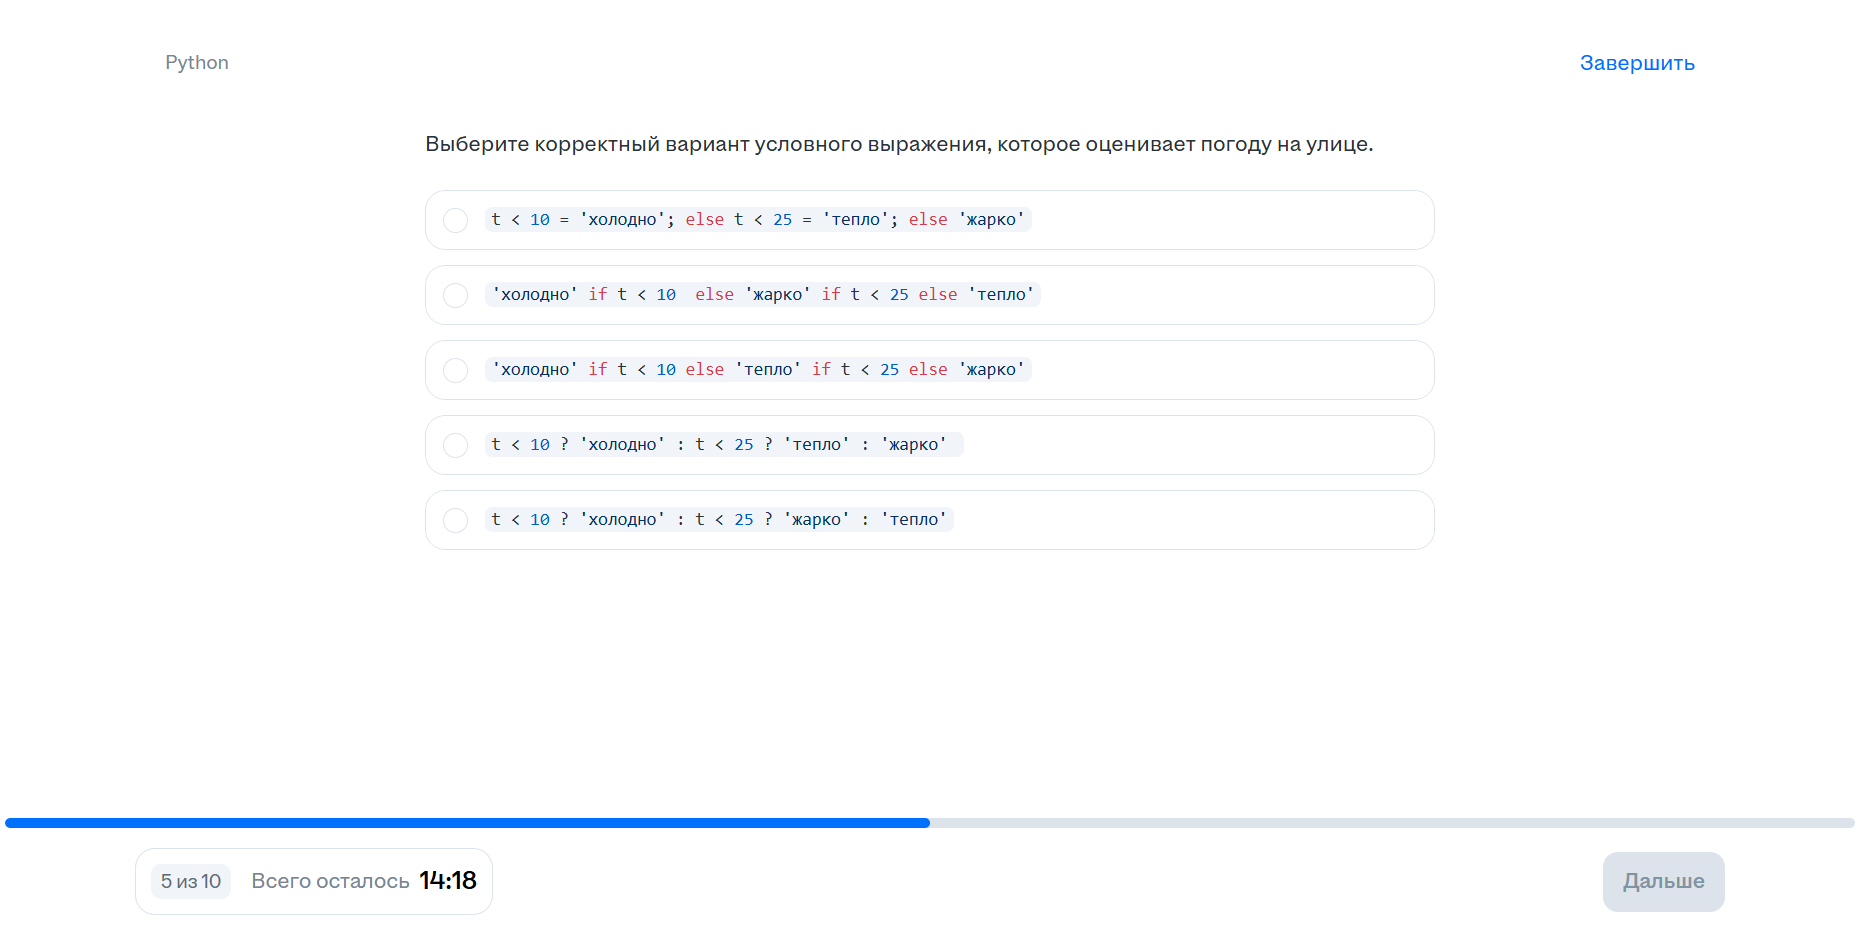 Python
Завершить
Выберите корректный вариант условного выражения, которое оценивает погоду на улице.
t < 10 = 'холодно'; else t < 25 = 'тепло'; else 'жарко'
'холодно' if t < 10  else 'жарко' if t < 25 else 'тепло'
'холодно' if t < 10 else 'тепло' if t < 25 else 'жарко'
t < 10 ? 'холодно' : t < 25 ? 'тепло' : 'жарко'
t < 10 ? 'холодно' : t < 25 ? 'жарко' : 'тепло'
5 из 10 Всего осталось 14:18
Дальше